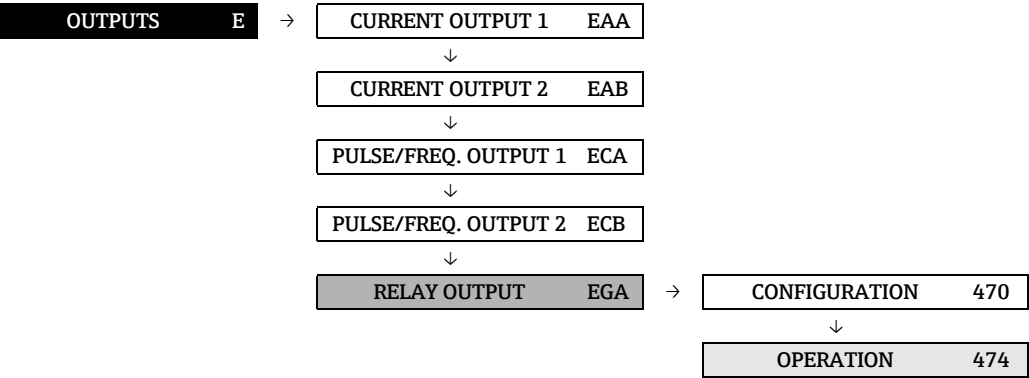 OUTPUTS E → CURRENT OUTPUT 1 EAA
↓
CURRENT OUTPUT 2 EAB
↓
PULSE/FREQ. OUTPUT 1 ECA
↓
PULSE/FREQ. OUTPUT 2 ECB
↓
RELAY OUTPUT EGA → CONFIGURATION 470
↓
OPERATION 474